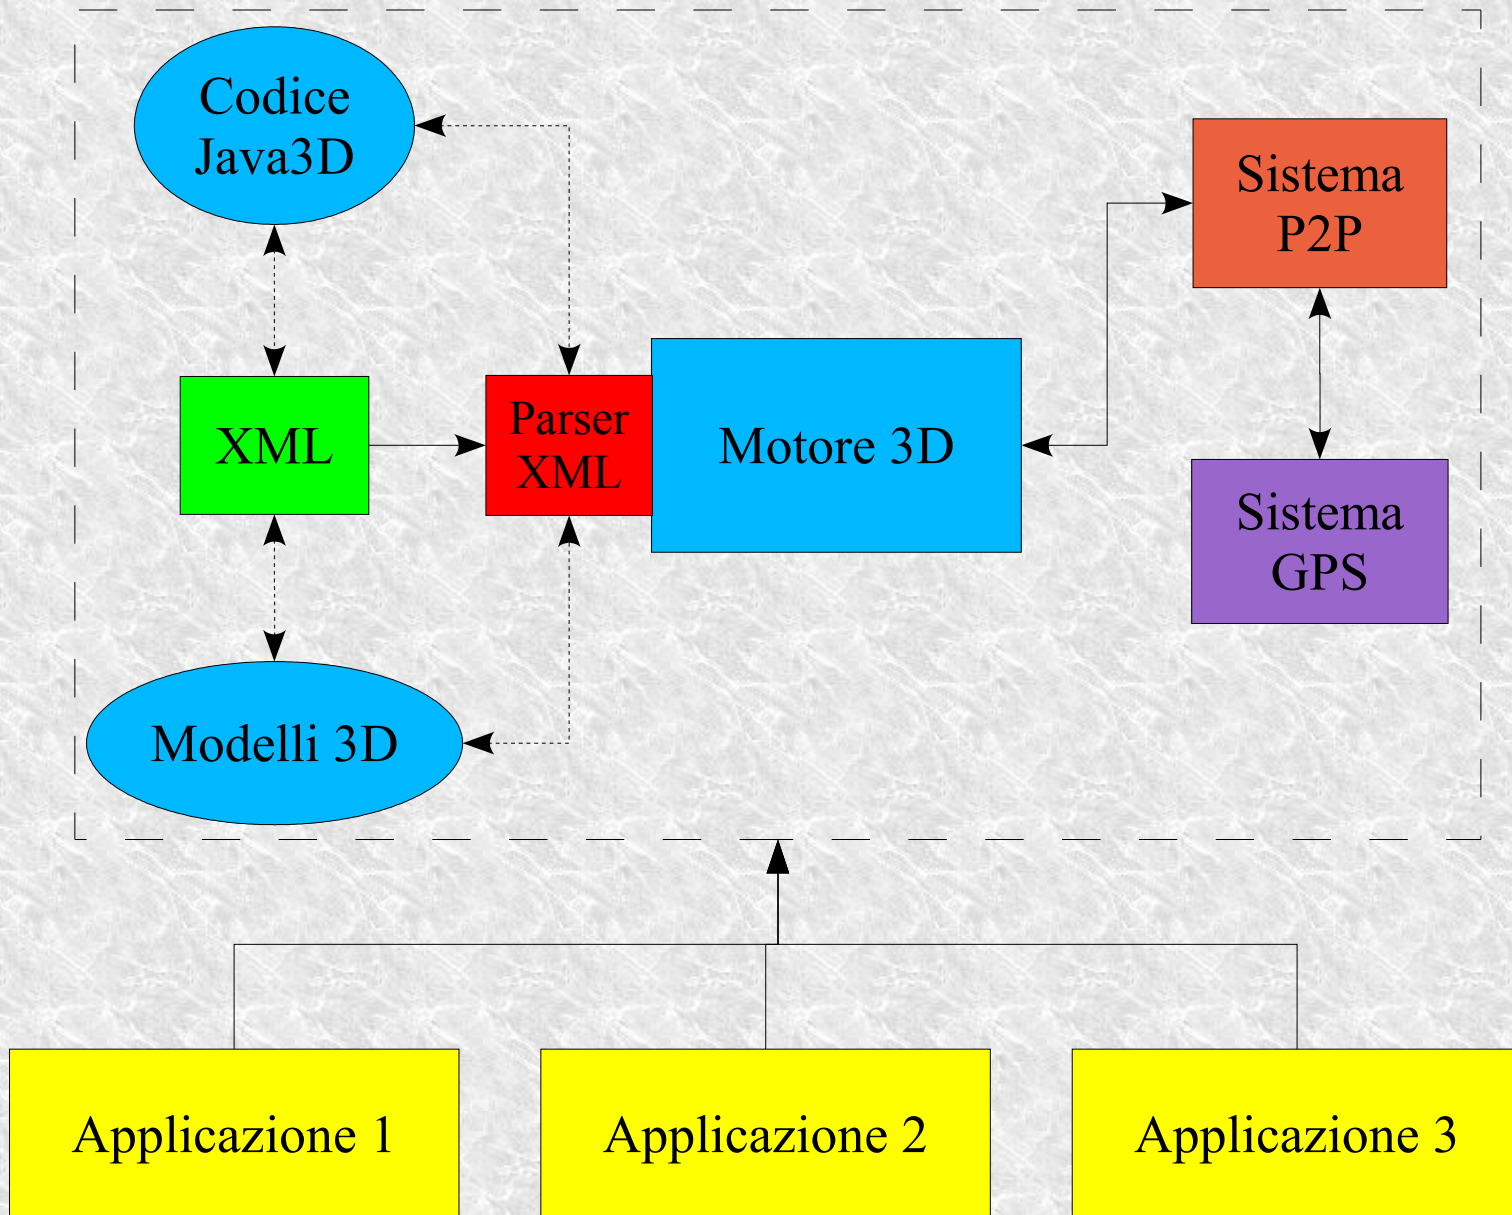 Codice
Java3D
Sistema
P2P
XML
Parser
XML
Motore 3D
Sistema
GPS
Modelli 3D
Applicazione 1
Applicazione 2
Applicazione 3